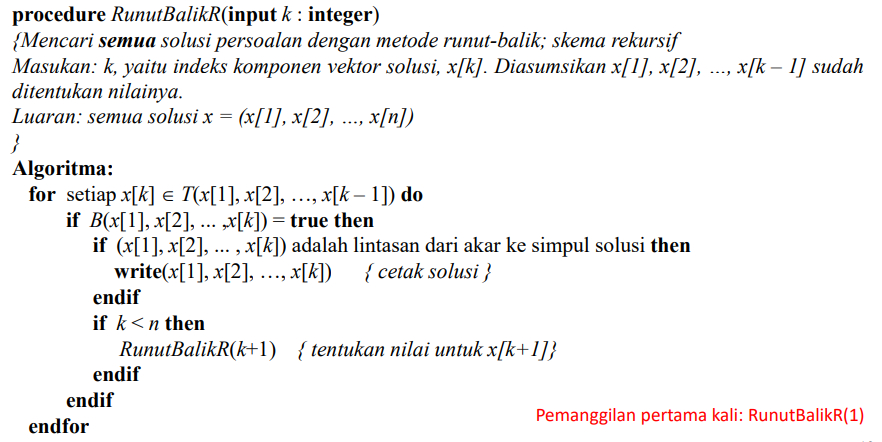 procedure RunutBalikR(input k : integer)
{Mencari semua solusi persoalan dengan metode runut-balik; skema rekursif
Masukan: k, yaitu indeks komponen vektor solusi, x[k]. Diasumsikan x[1], x[2], …, x[k – 1] sudah
ditentukan nilainya.
Luaran: semua solusi x = (x[1], x[2], …, x[n])
}
Algoritma:
for setiap x[k] ∈ T(x[1], x[2], …, x[k – 1]) do
if B(x[1], x[2], ... ,x[k]) = true then
if (x[1], x[2], ... , x[k]) adalah lintasan dari akar ke simpul solusi then
write(x[1], x[2], …, x[k]) { cetak solusi }
endif
if k < n then
RunutBalikR(k+1) { tentukan nilai untuk x[k+1]}
endif
endif
endfor
Pemanggilan pertama kali: RunutBalikR(1)